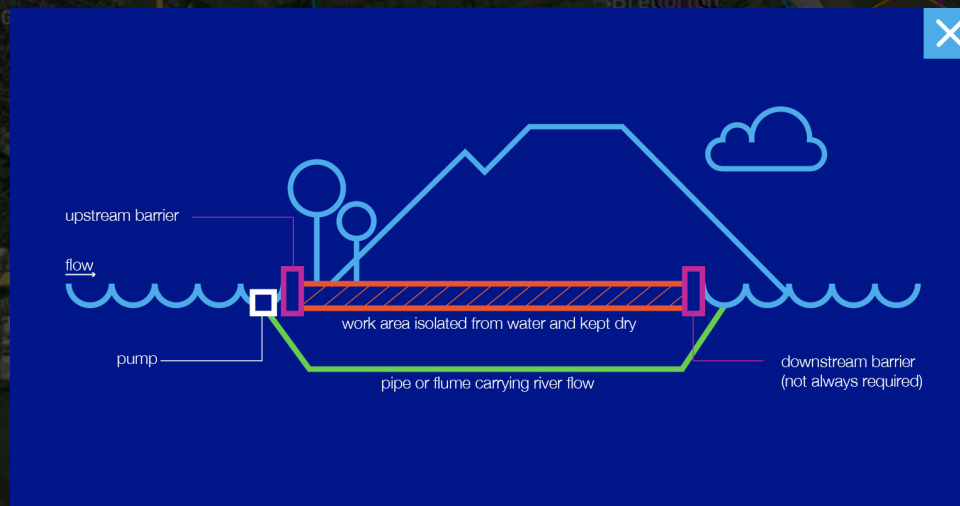 upstream barrier
flow
work area isolated from water and kept dry
pump
pipe or flume carrying river flow
downstream barrier
(not always required)